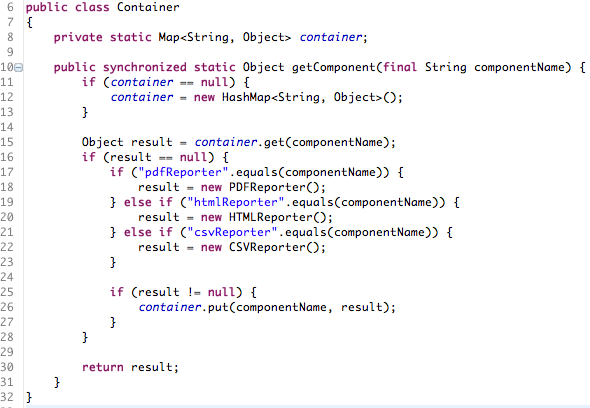 6 public class Container
7 {
8     private static Map<String, Object> container;
9
10     public synchronized static Object getComponent(final String componentName) {
11         if (container == null) {
12             container = new HashMap<String, Object>();
13         }
14
15         Object result = container.get(componentName);
16         if (result == null) {
17             if ("pdfReporter".equals(componentName)) {
18                 result = new PDFReporter();
19             } else if ("htmlReporter".equals(componentName)) {
20                 result = new HTMLReporter();
21             } else if ("csvReporter".equals(componentName)) {
22                 result = new CSVReporter();
23             }
24
25             if (result != null) {
26                 container.put(componentName, result);
27             }
28         }
29
30         return result;
31     }
32 }